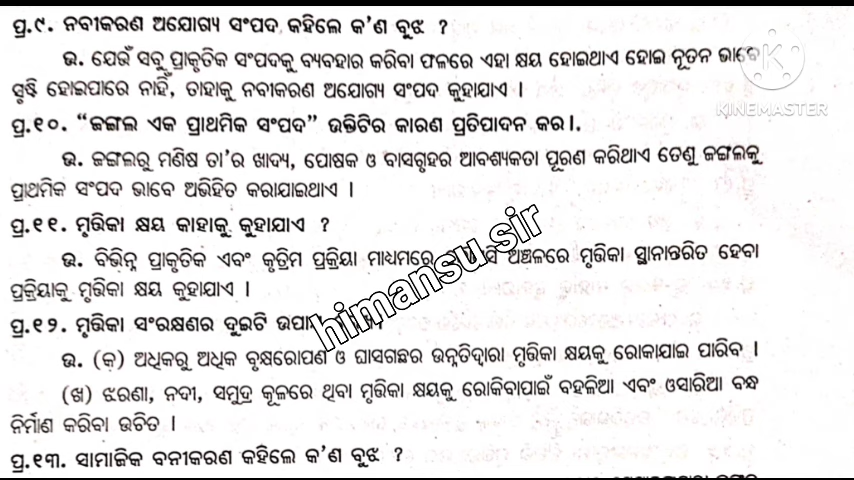 ପ୍ର.୯. ନବୀକରଣ ଅଯୋଗ୍ୟ ସଂପଦ କହିଲେ କ'ଣ ବୁଝ ?
ଉ. ଯେଉଁ ସବୁ ପ୍ରାକୃତିକ ସଂପଦକୁ ବ୍ୟବହାର କରିବା ଫଳରେ ଏହା କ୍ଷୟ ହୋଇଥାଏ ହୋଇ ନୂତନ ଭାବେ
ସୃଷ୍ଟି ହୋଇପାରେ ନାହିଁ, ତାହାକୁ ନବୀକରଣ ଅଯୋଗ୍ୟ ସଂପଦ କୁହାଯାଏ ।
KINEMASTER
ପ୍ର.୧୦. “ଜଙ୍ଗଲ ଏକ ପ୍ରାଥମିକ ସଂପଦ” ଉକ୍ତିଟିର କାରଣ ପ୍ରତିପାଦନ କର ।
ଉ. ଜଙ୍ଗଲରୁ ମଣିଷ ତା'ର ଖାଦ୍ୟ, ପୋଷକ ଓ ବାସଗୃହର ଆବଶ୍ୟକତା ପୂରଣ କରିଥାଏ ତେଣୁ ଜଙ୍ଗଲକୁ
ପ୍ରାଥମିକ ସଂପଦ ଭାବେ ଅଭିହିତ କରାଯାଇଥାଏ ।
ପ୍ର.୧୧. ମୃତ୍ତିକା କ୍ଷୟ କାହାକୁ କୁହାଯାଏ ?
ଉ. ବିଭିନ୍ନ ପ୍ରାକୃତିକ ଏବଂ କୃତ୍ରିମ ପ୍ରକ୍ରିୟା ମାଧ୍ୟମରେ ଅଞ୍ଚଳରେ ମୃତ୍ତିକା ସ୍ଥାନାନ୍ତରିତ ହେବା
ପ୍ରକ୍ରିୟାକୁ ମୃତ୍ତିକା କ୍ଷୟ କୁହାଯାଏ ।
himansu.sir
ପ୍ର.୧୨. ମୃତ୍ତିକା ସଂରକ୍ଷଣର ଦୁଇଟି
ଉ. (କ) ଅଧିକରୁ ଅଧିକ ବୃକ୍ଷରୋପଣ ଓ ଘାସଗଛର ଉନ୍ନତିଦ୍ୱାରା ମୃତ୍ତିକା କ୍ଷୟକୁ ରୋକାଯାଇ ପାରିବ ।
(ଖ) ଝରଣା, ନଦୀ, ସମୁଦ୍ର କୂଳରେ ଥିବା ମୃତ୍ତିକା କ୍ଷୟକୁ ରୋକିବାପାଇଁ ବହଳିଆ ଏବଂ ଓସାରିଆ ବନ୍ଧ
ନିର୍ମାଣ କରିବା ଉଚିତ ।
ପ୍ର.୧୩. ସାମାଜିକ ବନୀକରଣ କହିଲେ କ'ଣ ବୁଝ ?